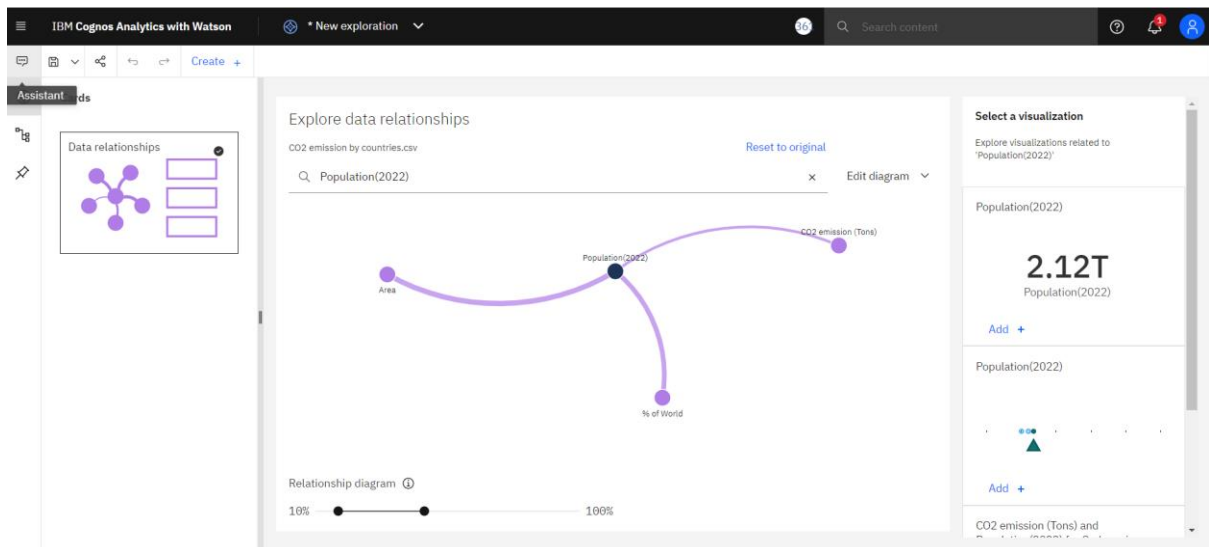 IBM Cognos Analytics with Watson
* New exploration
36
Search content
1
Create +
Assistant
rds
Data relationships
Explore data relationships
CO2 emission by countries.csv
Reset to original
Population(2022)
×
Edit diagram
CO2 emission (Tons)
Population(2022)
Area
% of World
Relationship diagram
10%
100%
Select a visualization
Explore visualizations related to
'Population(2022)'
Population(2022)
2.12T
Population(2022)
Add +
Population(2022)
Add +
CO2 emission (Tons) and